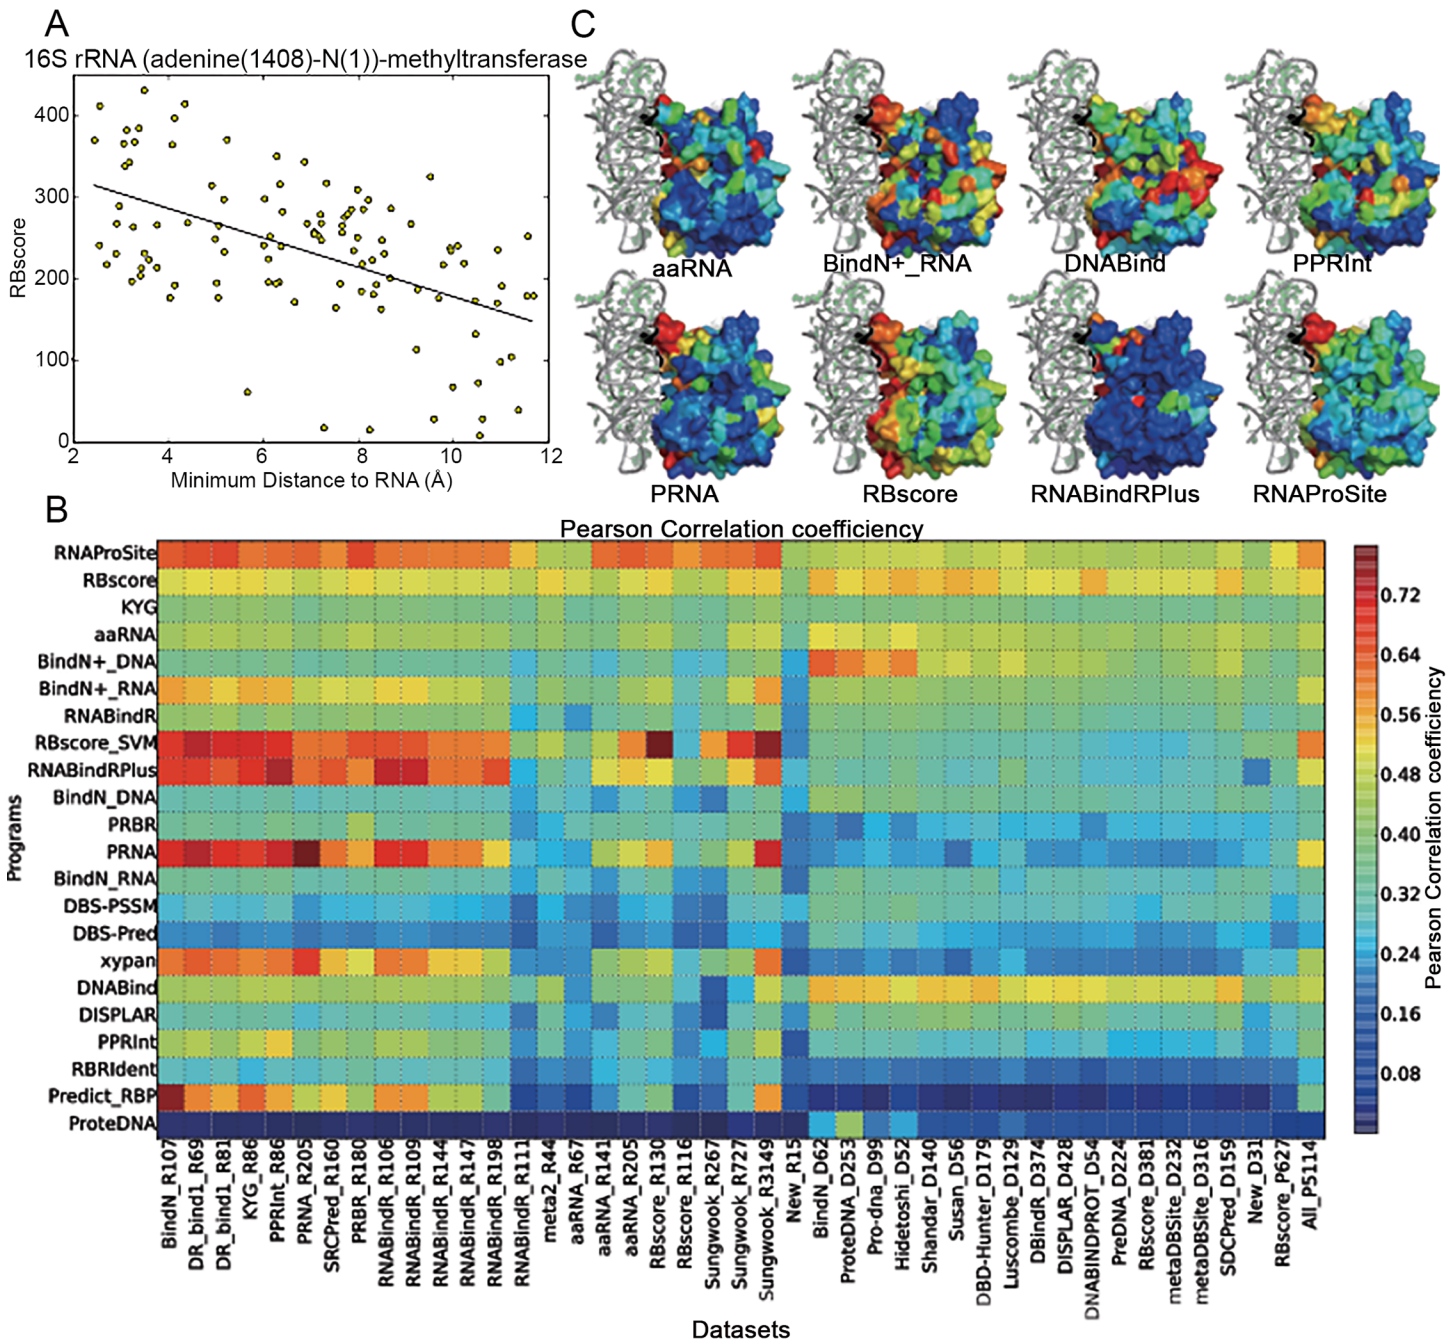 A
16S rRNA (adenine(1408)-N(1))-methyltransferase
RBscore
400
300
200
100
0
2 4 6 8 10 12
Minimum Distance to RNA (Å)
C
aaRNA BindN+_RNA DNABind PPRInt
PRNA RBscore RNABindRPlus RNAProSite
B
Pearson Correlation coefficiency
Programs
RNAProSite
RBscore
KYG
aaRNA
BindN+_DNA
BindN+_RNA
RNABindR
RBscore_SVM
RNABindRPlus
BindN_DNA
PRBR
PRNA
BindN_RNA
DBS-PSSM
DBS-Pred
xypan
DNABind
DISPLAR
PPRInt
RBRIdent
Predict_RBP
ProteDNA
BindN_R107
DR_bind1_R69
DR_bind1_R81
KYG_R86
PPRInt_R86
PRNA_R205
SRCPred_R160
PRBR_R180
RNABindR_R106
RNABindR_R109
RNABindR_R144
RNABindR_R147
RNABindR_R198
RNABindR_R111
meta2_R44
aaRNA_R67
aaRNA_R141
aaRNA_R205
RBscore_R130
RBscore_R116
Sungwook_R267
Sungwook_R727
Sungwook_R3149
New_R15
BindN_D62
ProteDNA_D253
Pro-dna_D99
Hidetoshi_D52
Shandar_D140
Susan_D56
DBD-Hunter_D179
Luscombe_D129
DBindR_D374
DISPLAR_D428
DNABINDPROT_D54
PreDNA_D224
RBscore_R381
metaDBSite_D232
metaDBSite_D316
SDCPred_D159
New_D31
RBscore_P627
All_P5114
Datasets
0.72
0.64
0.56
0.48
0.40
0.32
0.24
0.16
0.08
Pearson Correlation coefficiency